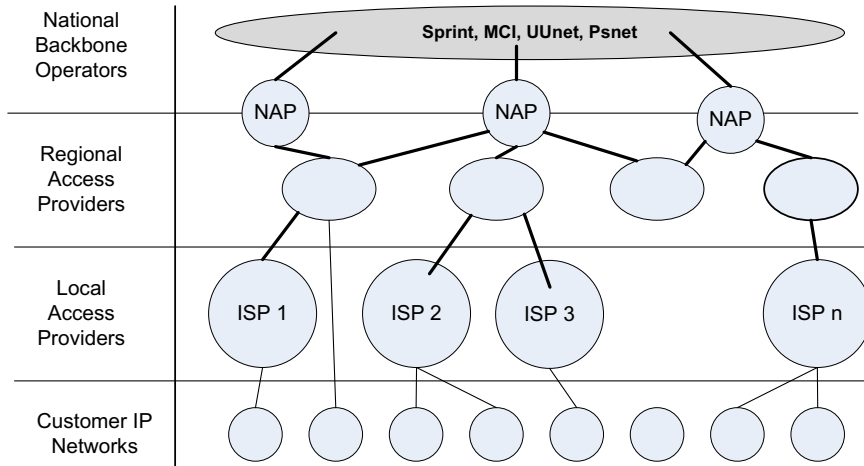 National
Backbone
Operators
Sprint, MCI, UUnet, Psnet
NAP
NAP
NAP
Regional
Access
Providers
Local
Access
Providers
ISP 1
ISP 2
ISP 3
ISP n
Customer IP
Networks